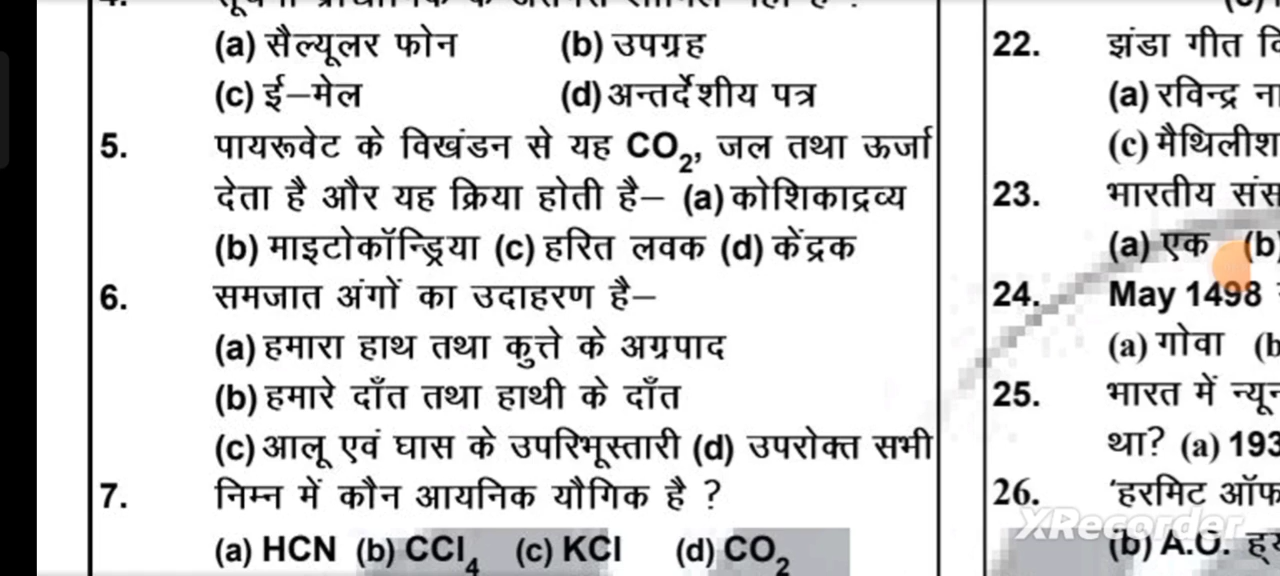 (a) सैल्यूलर फोन (b) उपग्रह
(c) ई–मेल (d) अन्तर्देशीय पत्र
5. पायरूवेट के विखंडन से यह CO₂, जल तथा ऊर्जा
देता है और यह क्रिया होती है– (a) कोशिकाद्रव्य
(b) माइटोकॉन्ड्रिया (c) हरित लवक (d) केंद्रक
6. समजात अंगों का उदाहरण है–
(a) हमारा हाथ तथा कुत्ते के अग्रपाद
(b) हमारे दाँत तथा हाथी के दाँत
(c) आलू एवं घास के उपरिभूस्तारी (d) उपरोक्त सभी
7. निम्न में कौन आयनिक यौगिक है ?
(a) HCN (b) CCl₄ (c) KCl (d) CO₂
22. झंडा गीत
(a) रविन्द्र
(c)
23. भारतीय
(a) एक (b)
24. May 1498
(a) गोवा (b
25. भारत में
था? (a) 193
26. 'हरमिट ऑफ
(b) A.O.
XRecorder